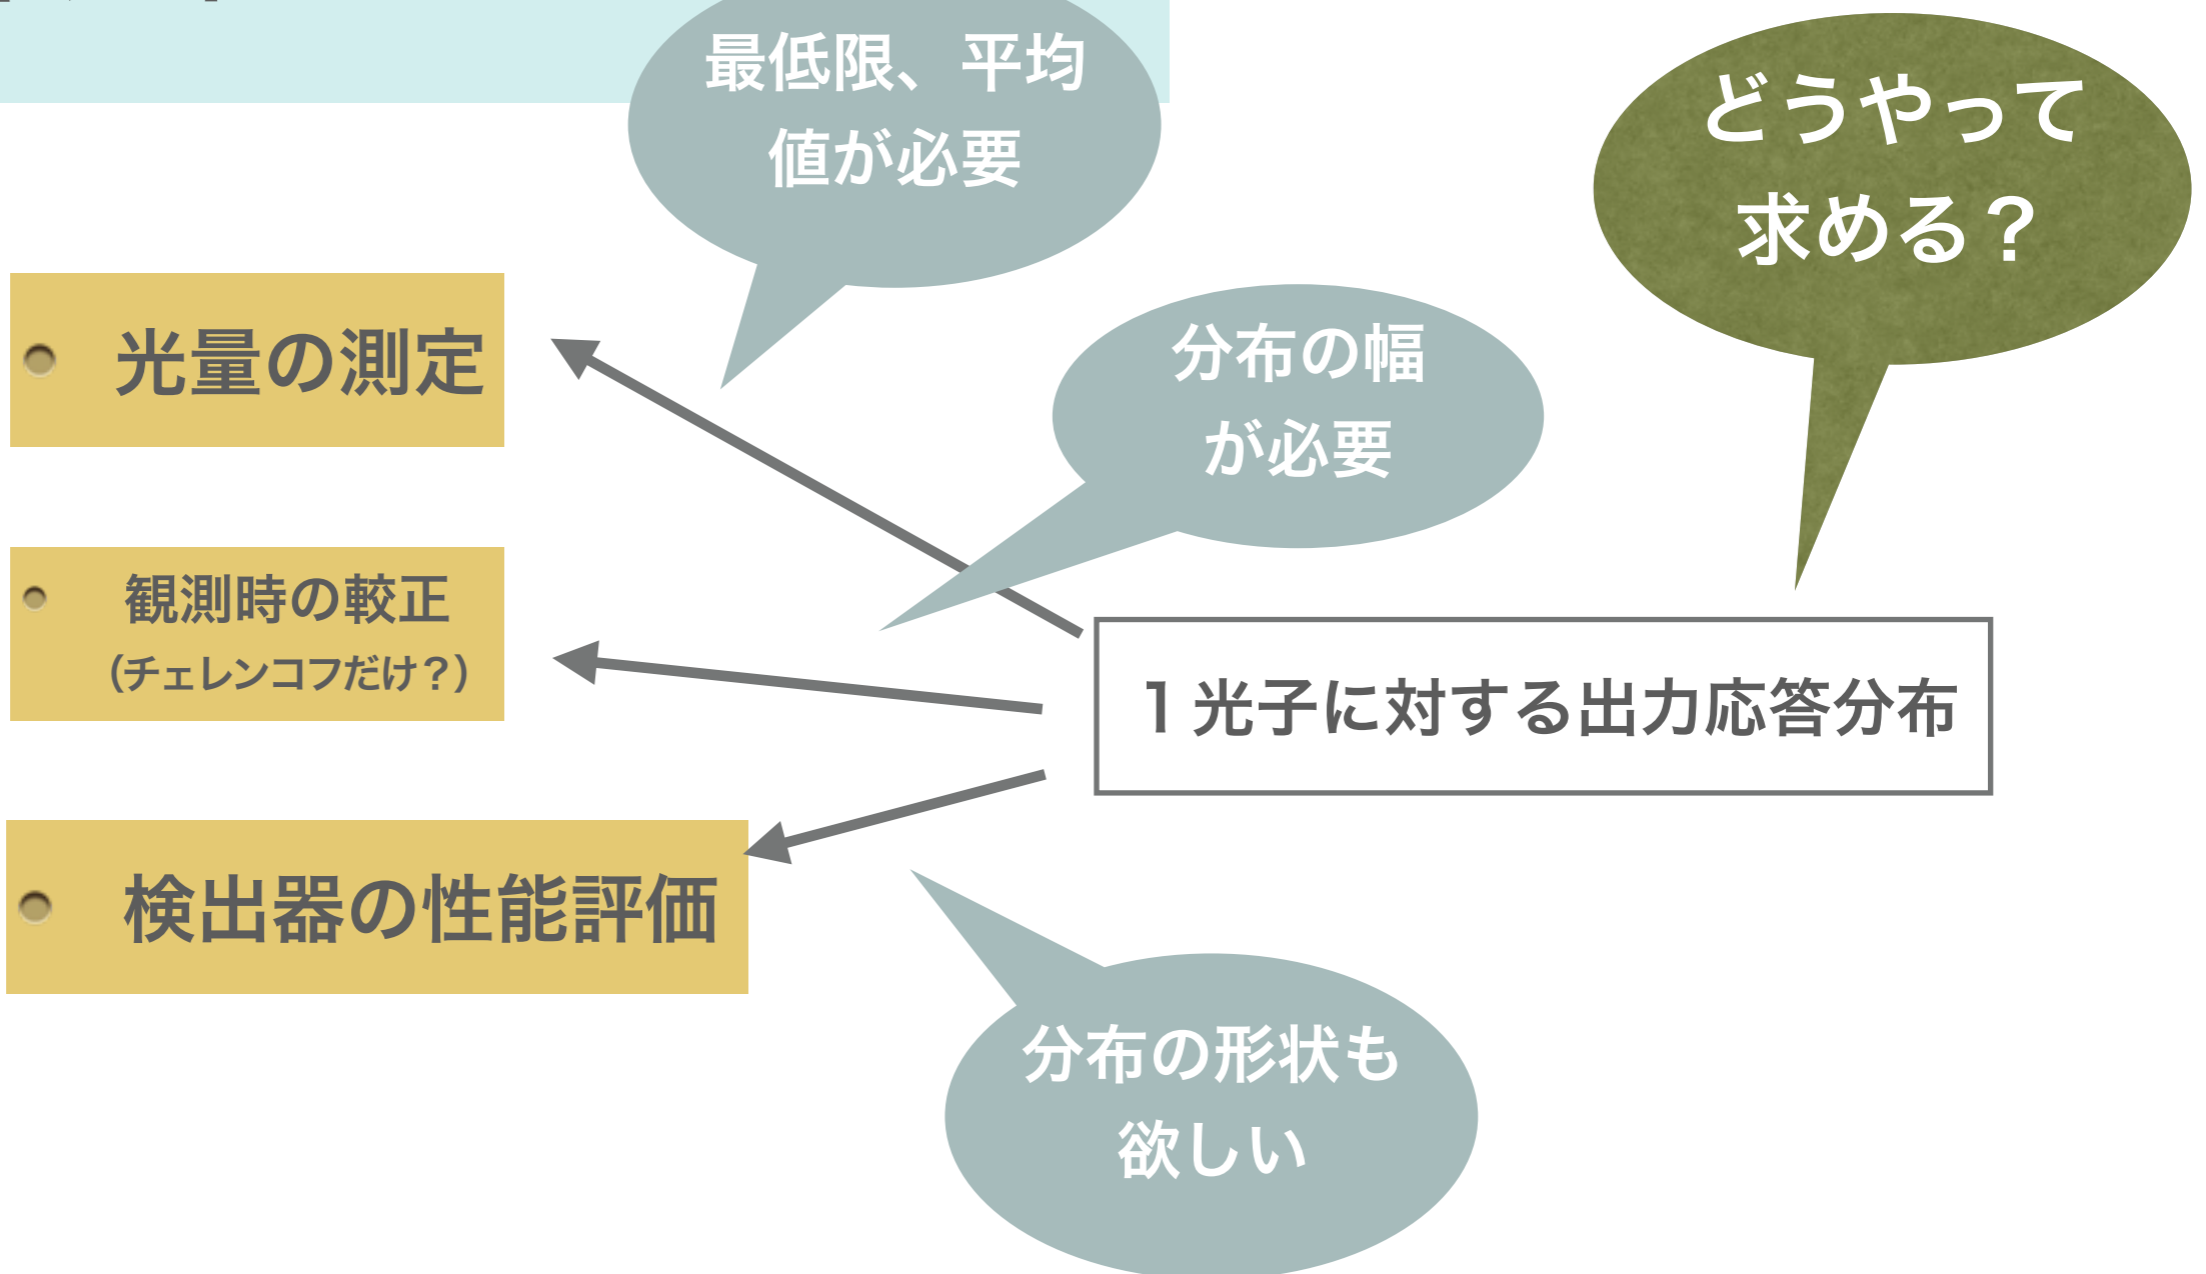 最低限、平均
値が必要
どうやって
求める？
光量の測定
分布の幅
が必要
観測時の較正
（チェレンコフだけ？）
１光子に対する出力応答分布
検出器の性能評価
分布の形状も
欲しい